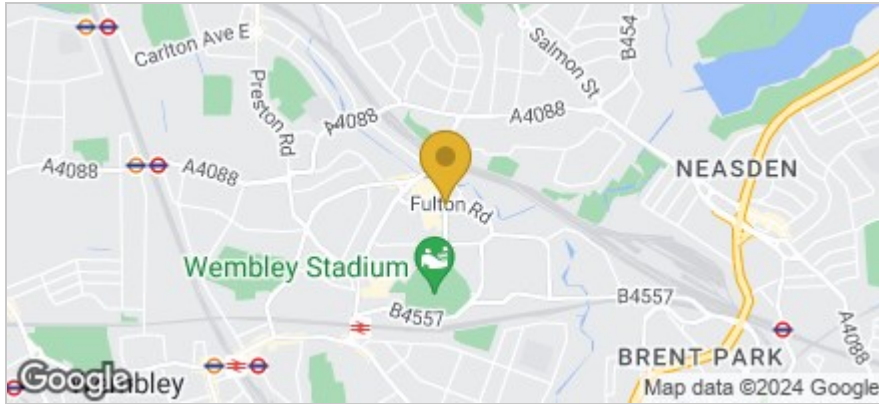 Carlton Ave E
Preston Rd
Salmon St
B454
A4088
A4088
A4088
A4088
NEASDEN
Fulton Rd
Wembley Stadium
B4557
B4557
A4088
BRENT PARK
Google
Map data ©2024 Google